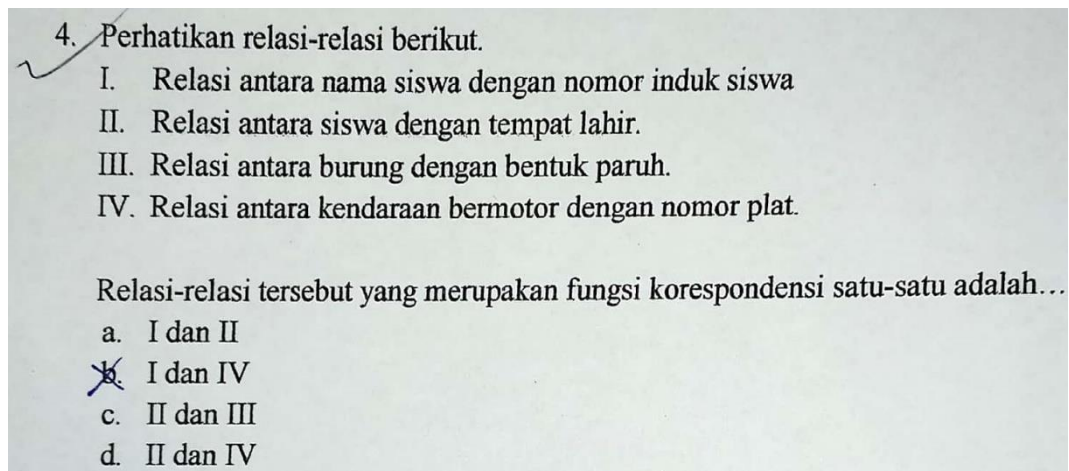 4. Perhatikan relasi-relasi berikut.
I. Relasi antara nama siswa dengan nomor induk siswa
II. Relasi antara siswa dengan tempat lahir.
III. Relasi antara burung dengan bentuk paruh.
IV. Relasi antara kendaraan bermotor dengan nomor plat.
Relasi-relasi tersebut yang merupakan fungsi korespondensi satu-satu adalah…
a. I dan II
b. I dan IV
c. II dan III
d. II dan IV